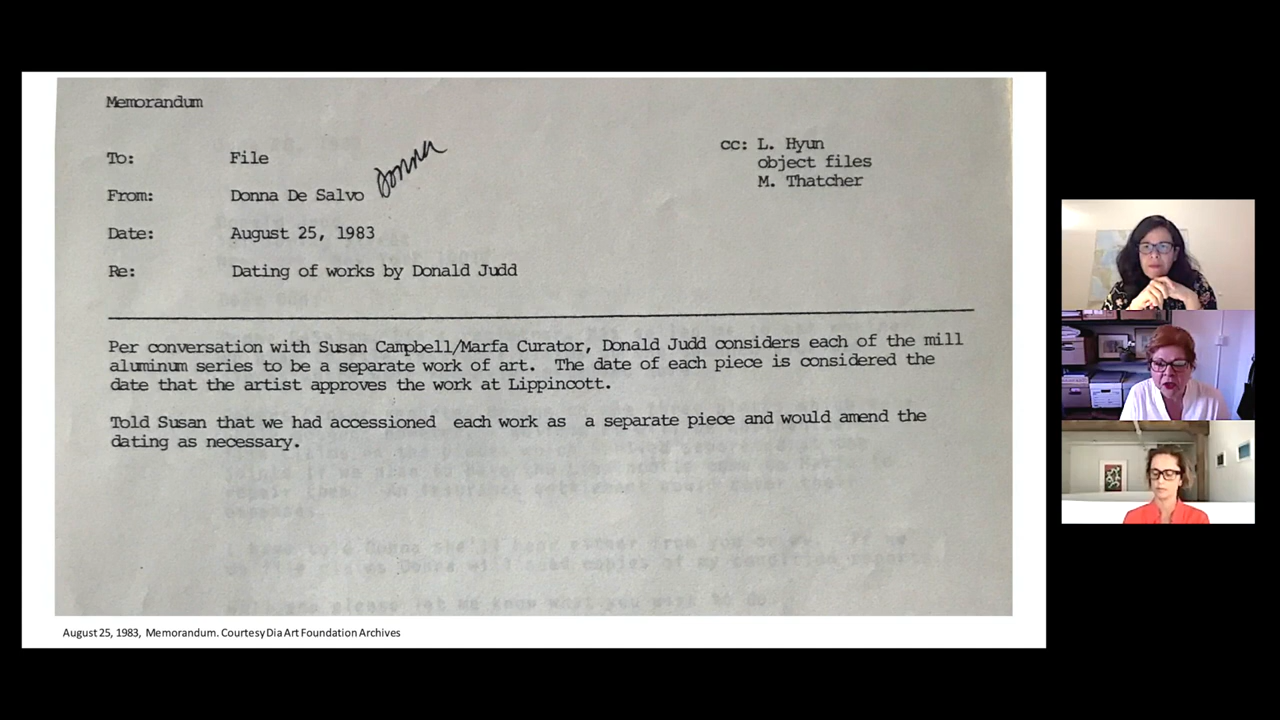 Memorandum
To: File
Donna
From: Donna De Salvo
Date: August 25, 1983
Re: Dating of works by Donald Judd
cc: L. Hyun
object files
M. Thatcher
Per conversation with Susan Campbell/Marfa Curator, Donald Judd considers each of the mill
aluminum series to be a separate work of art. The date of each piece is considered the
date that the artist approves the work at Lippincott.
Told Susan that we had accessioned each work as a separate piece and would amend the
dating as necessary.
August 25, 1983, Memorandum. Courtesy Dia Art Foundation Archives